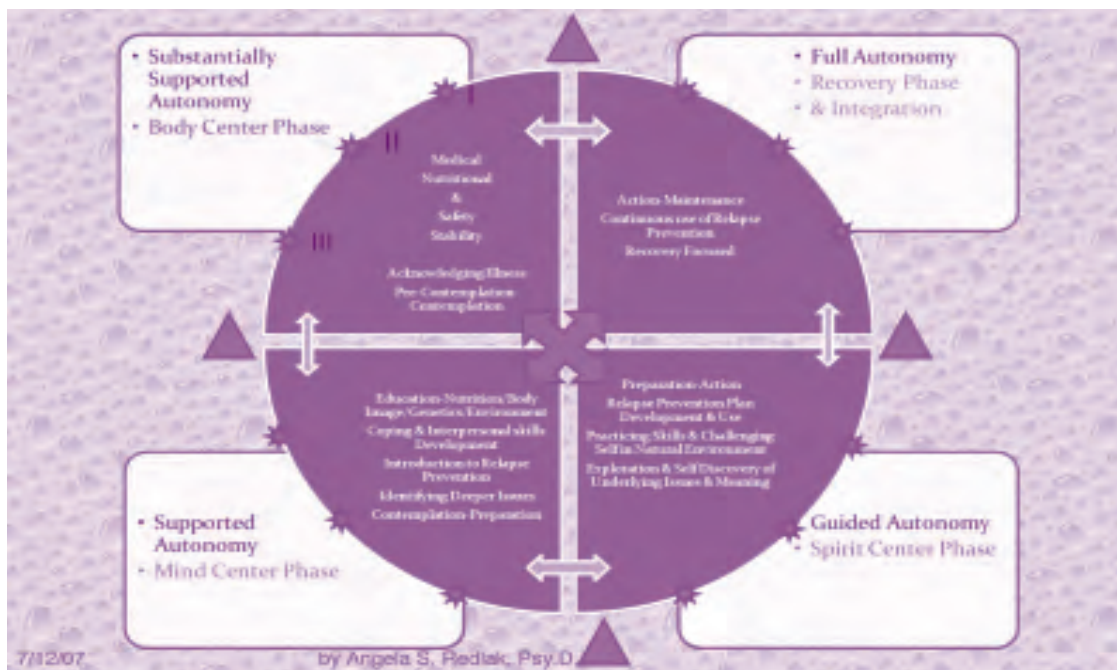 • Substantially
Supported
Autonomy
• Body Center Phase
• Full Autonomy
• Recovery Phase
• & Integration
I
II
III
Medical
Nutritional
&
Safety
Stability
Acknowledging Illness
Pre-Contemplation-
Contemplation
Action-Maintenance
Continuous use of Relapse
Prevention
Recovery Focused
Education-Nutrition/Body
Image/Genetics/Environment
Coping & Interpersonal skills
Development
Introduction to Relapse
Prevention
Identifying Deeper Issues
Contemplation-Preparation
Preparation-Action
Relapse Prevention Plan
Development & Use
Practicing Skills & Challenging
Self in Natural Environment
Exploration & Self Discovery of
Underlying Issues & Meaning
• Supported
Autonomy
• Mind Center Phase
• Guided Autonomy
• Spirit Center Phase
7/12/07
by Angela S. Redlak, Psy.D.